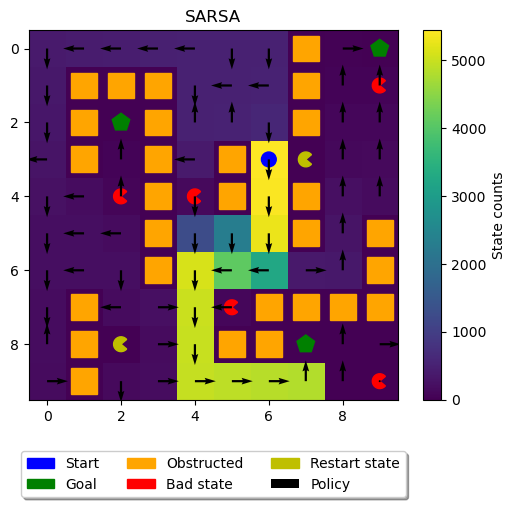 SARSA
0
2
4
6
8
0 2 4 6 8
5000
4000
3000
2000
1000
0
State counts
Start Obstructed Restart state
Goal Bad state Policy